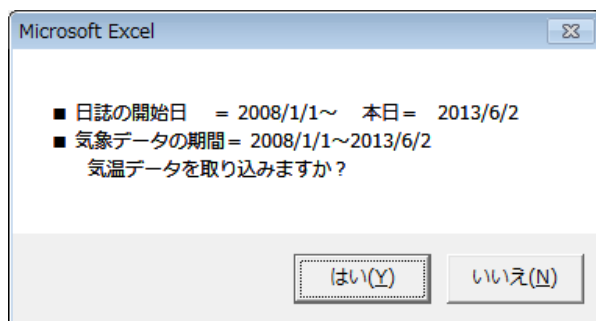 Microsoft Excel
■ 日誌の開始日　= 2008/1/1～　本日=　2013/6/2
■ 気象データの期間= 2008/1/1～2013/6/2
気温データを取り込みますか？
はい(Y)　いいえ(N)